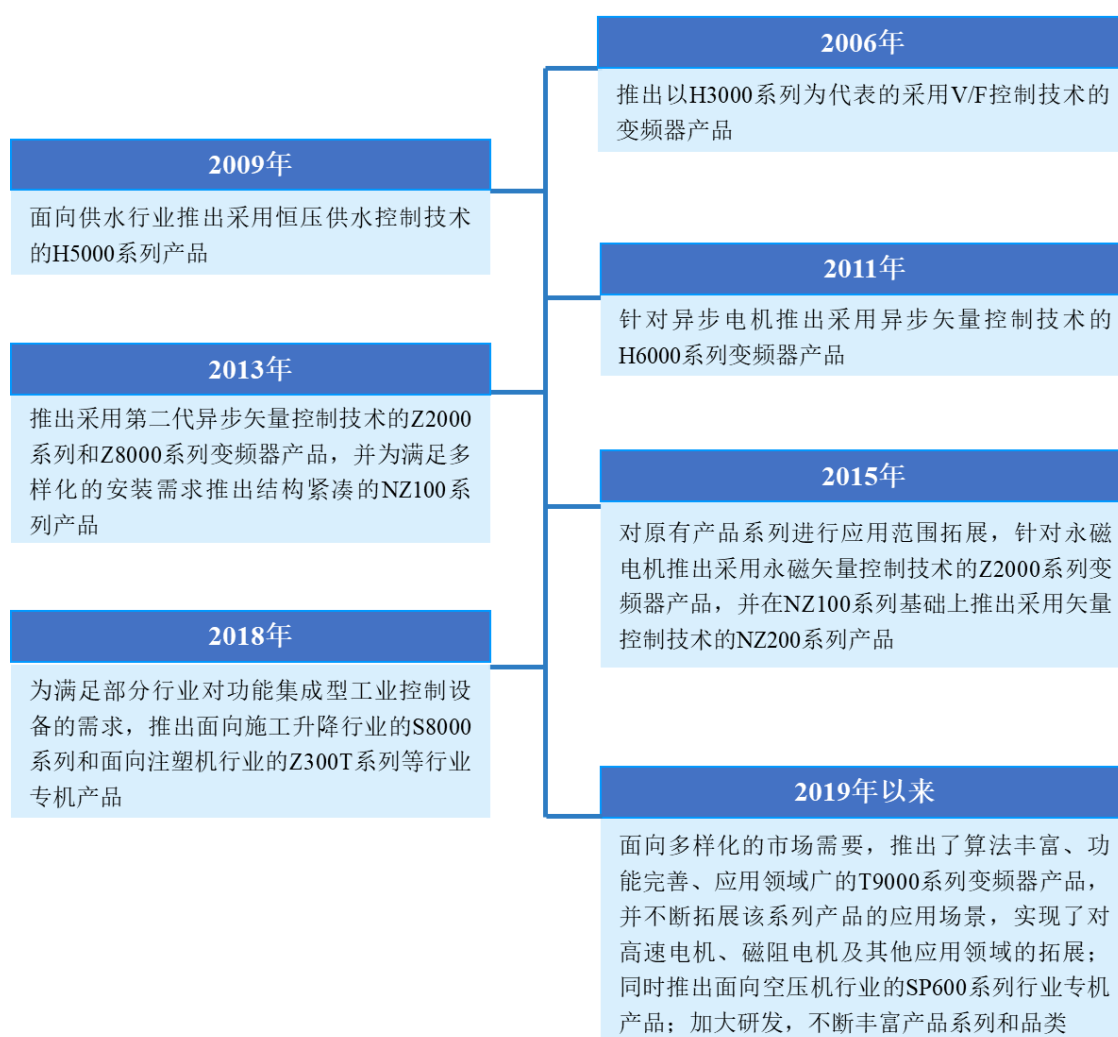 2006年
推出以H3000系列为代表的采用V/F控制技术的
变频器产品
2009年
面向供水行业推出采用恒压供水控制技术
的H5000系列产品
2011年
针对异步电机推出采用异步矢量控制技术的
H6000系列变频器产品
2013年
推出采用第二代异步矢量控制技术的Z2000
系列和Z8000系列变频器产品，并为满足多
样化的安装需求推出结构紧凑的NZ100系
列产品
2015年
对原有产品系列进行应用范围拓展，针对永磁
电机推出采用永磁矢量控制技术的Z2000系列变
频器产品，并在NZ100系列基础上推出采用矢量
控制技术的NZ200系列产品
2018年
为满足部分行业对功能集成型工业控制设
备的需求，推出面向施工升降行业的S8000
系列和面向注塑机行业的Z300T系列等行业
专机产品
2019年以来
面向多样化的市场需要，推出了算法丰富、功
能完善、应用领域广的T9000系列变频器产品，
并不断拓展该系列产品的应用场景，实现了对
高速电机、磁阻电机及其他应用领域的拓展；
同时推出面向空压机行业的SP600系列行业专机
产品；加大研发，不断丰富产品系列和品类